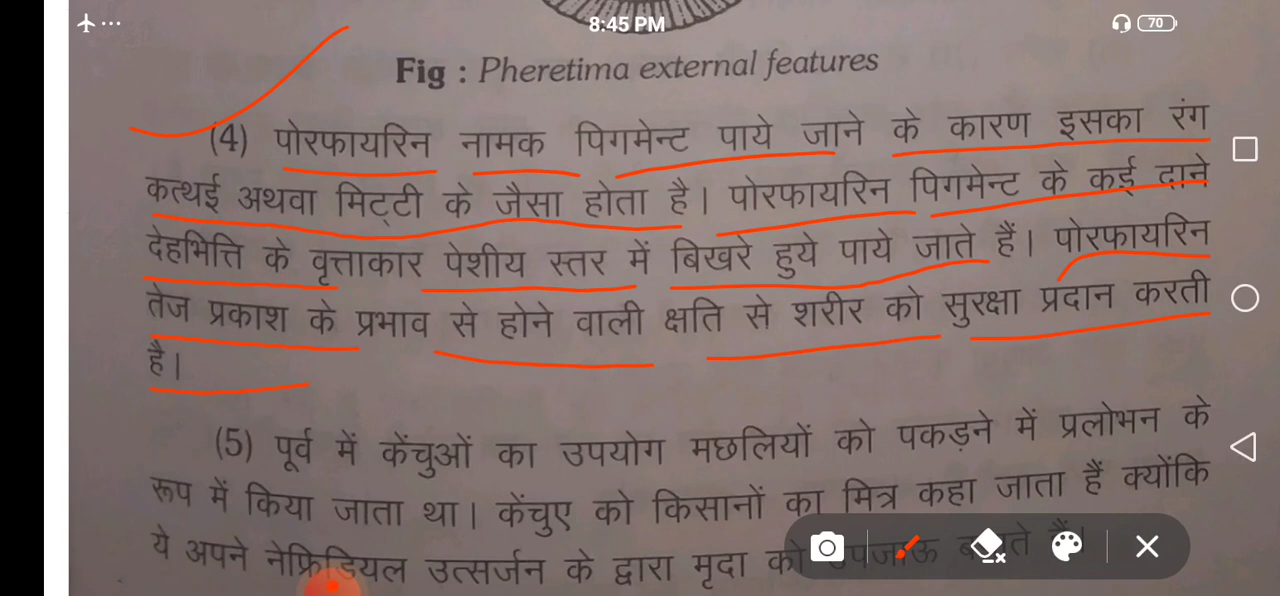 8:45 PM
70
Fig : Pheretima external features
(4) पोरफायरिन नामक पिगमेन्ट पाये जाने के कारण इसका रंग
कत्थई अथवा मिट्टी के जैसा होता है। पोरफायरिन पिगमेन्ट के कई दाने
देहभित्ति के वृत्ताकार पेशीय स्तर में बिखरे हुये पाये जाते हैं। पोरफायरिन
तेज प्रकाश के प्रभाव से होने वाली क्षति से शरीर को सुरक्षा प्रदान करती
है।
(5) पूर्व में केंचुओं का उपयोग मछलियों को पकड़ने में प्रलोभन के
रूप में किया जाता था। केंचुए को किसानों का मित्र कहा जाता हैं क्योंकि
ये अपने नेफ्रिडियल उत्सर्जन के द्वारा मृदा को उपजाऊ बनाते हैं।